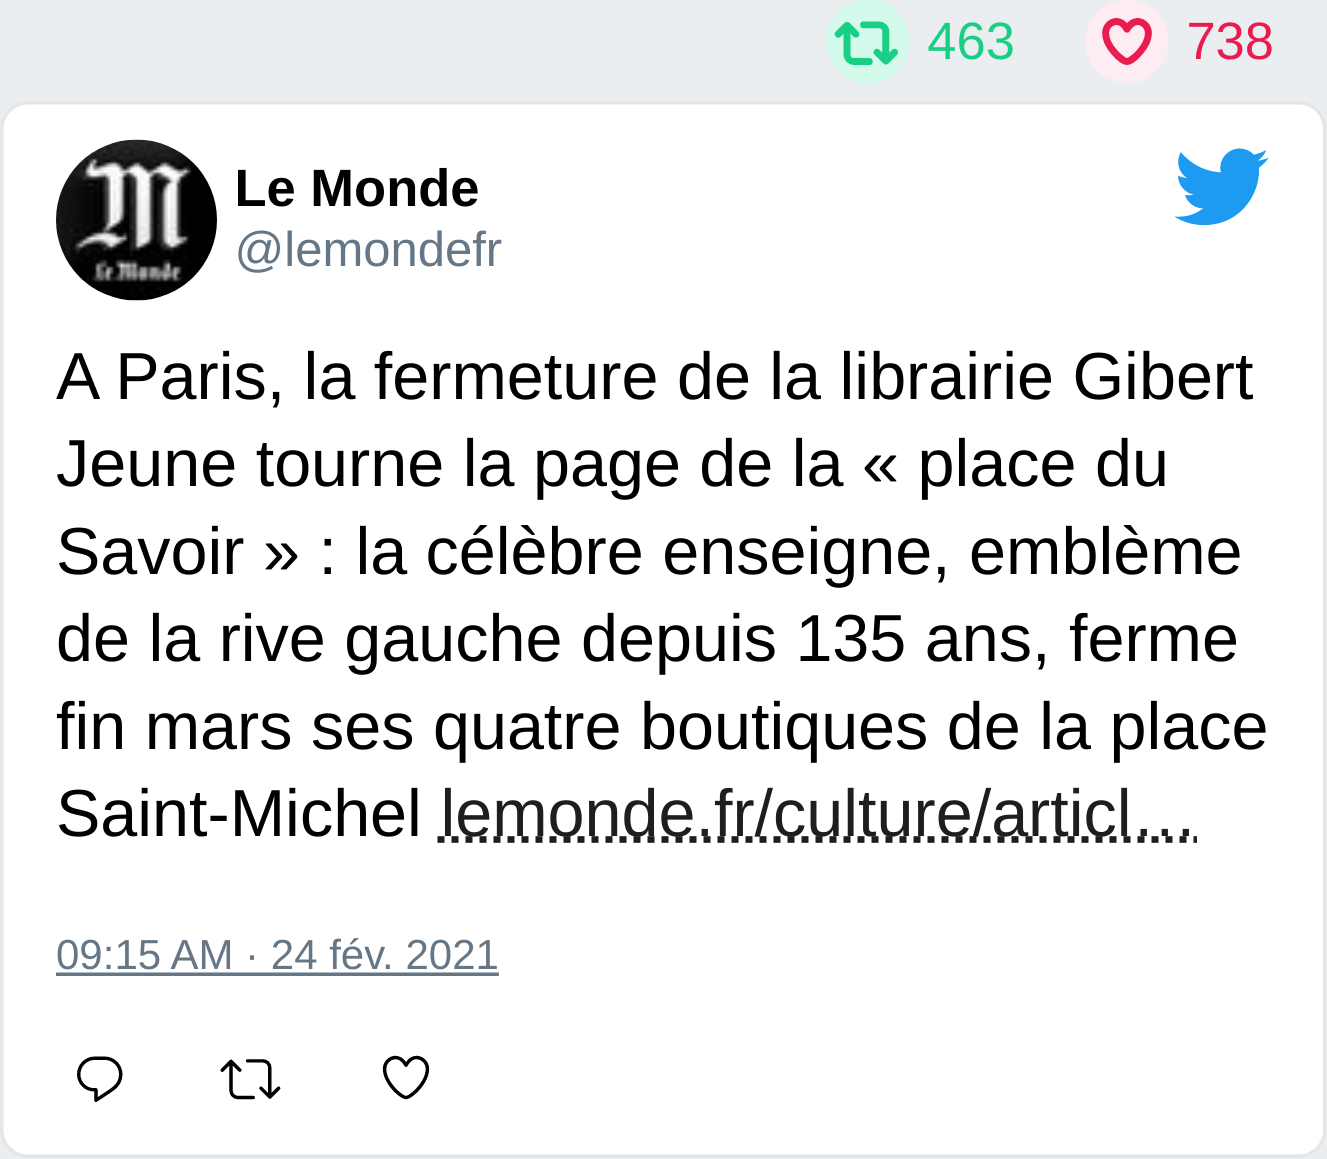 463 738
Le Monde
Le Monde
@lemondefr
A Paris, la fermeture de la librairie Gibert
Jeune tourne la page de la « place du
Savoir » : la célèbre enseigne, emblème
de la rive gauche depuis 135 ans, ferme
fin mars ses quatre boutiques de la place
Saint-Michel lemonde.fr/culture/articl…
09:15 AM · 24 fév. 2021